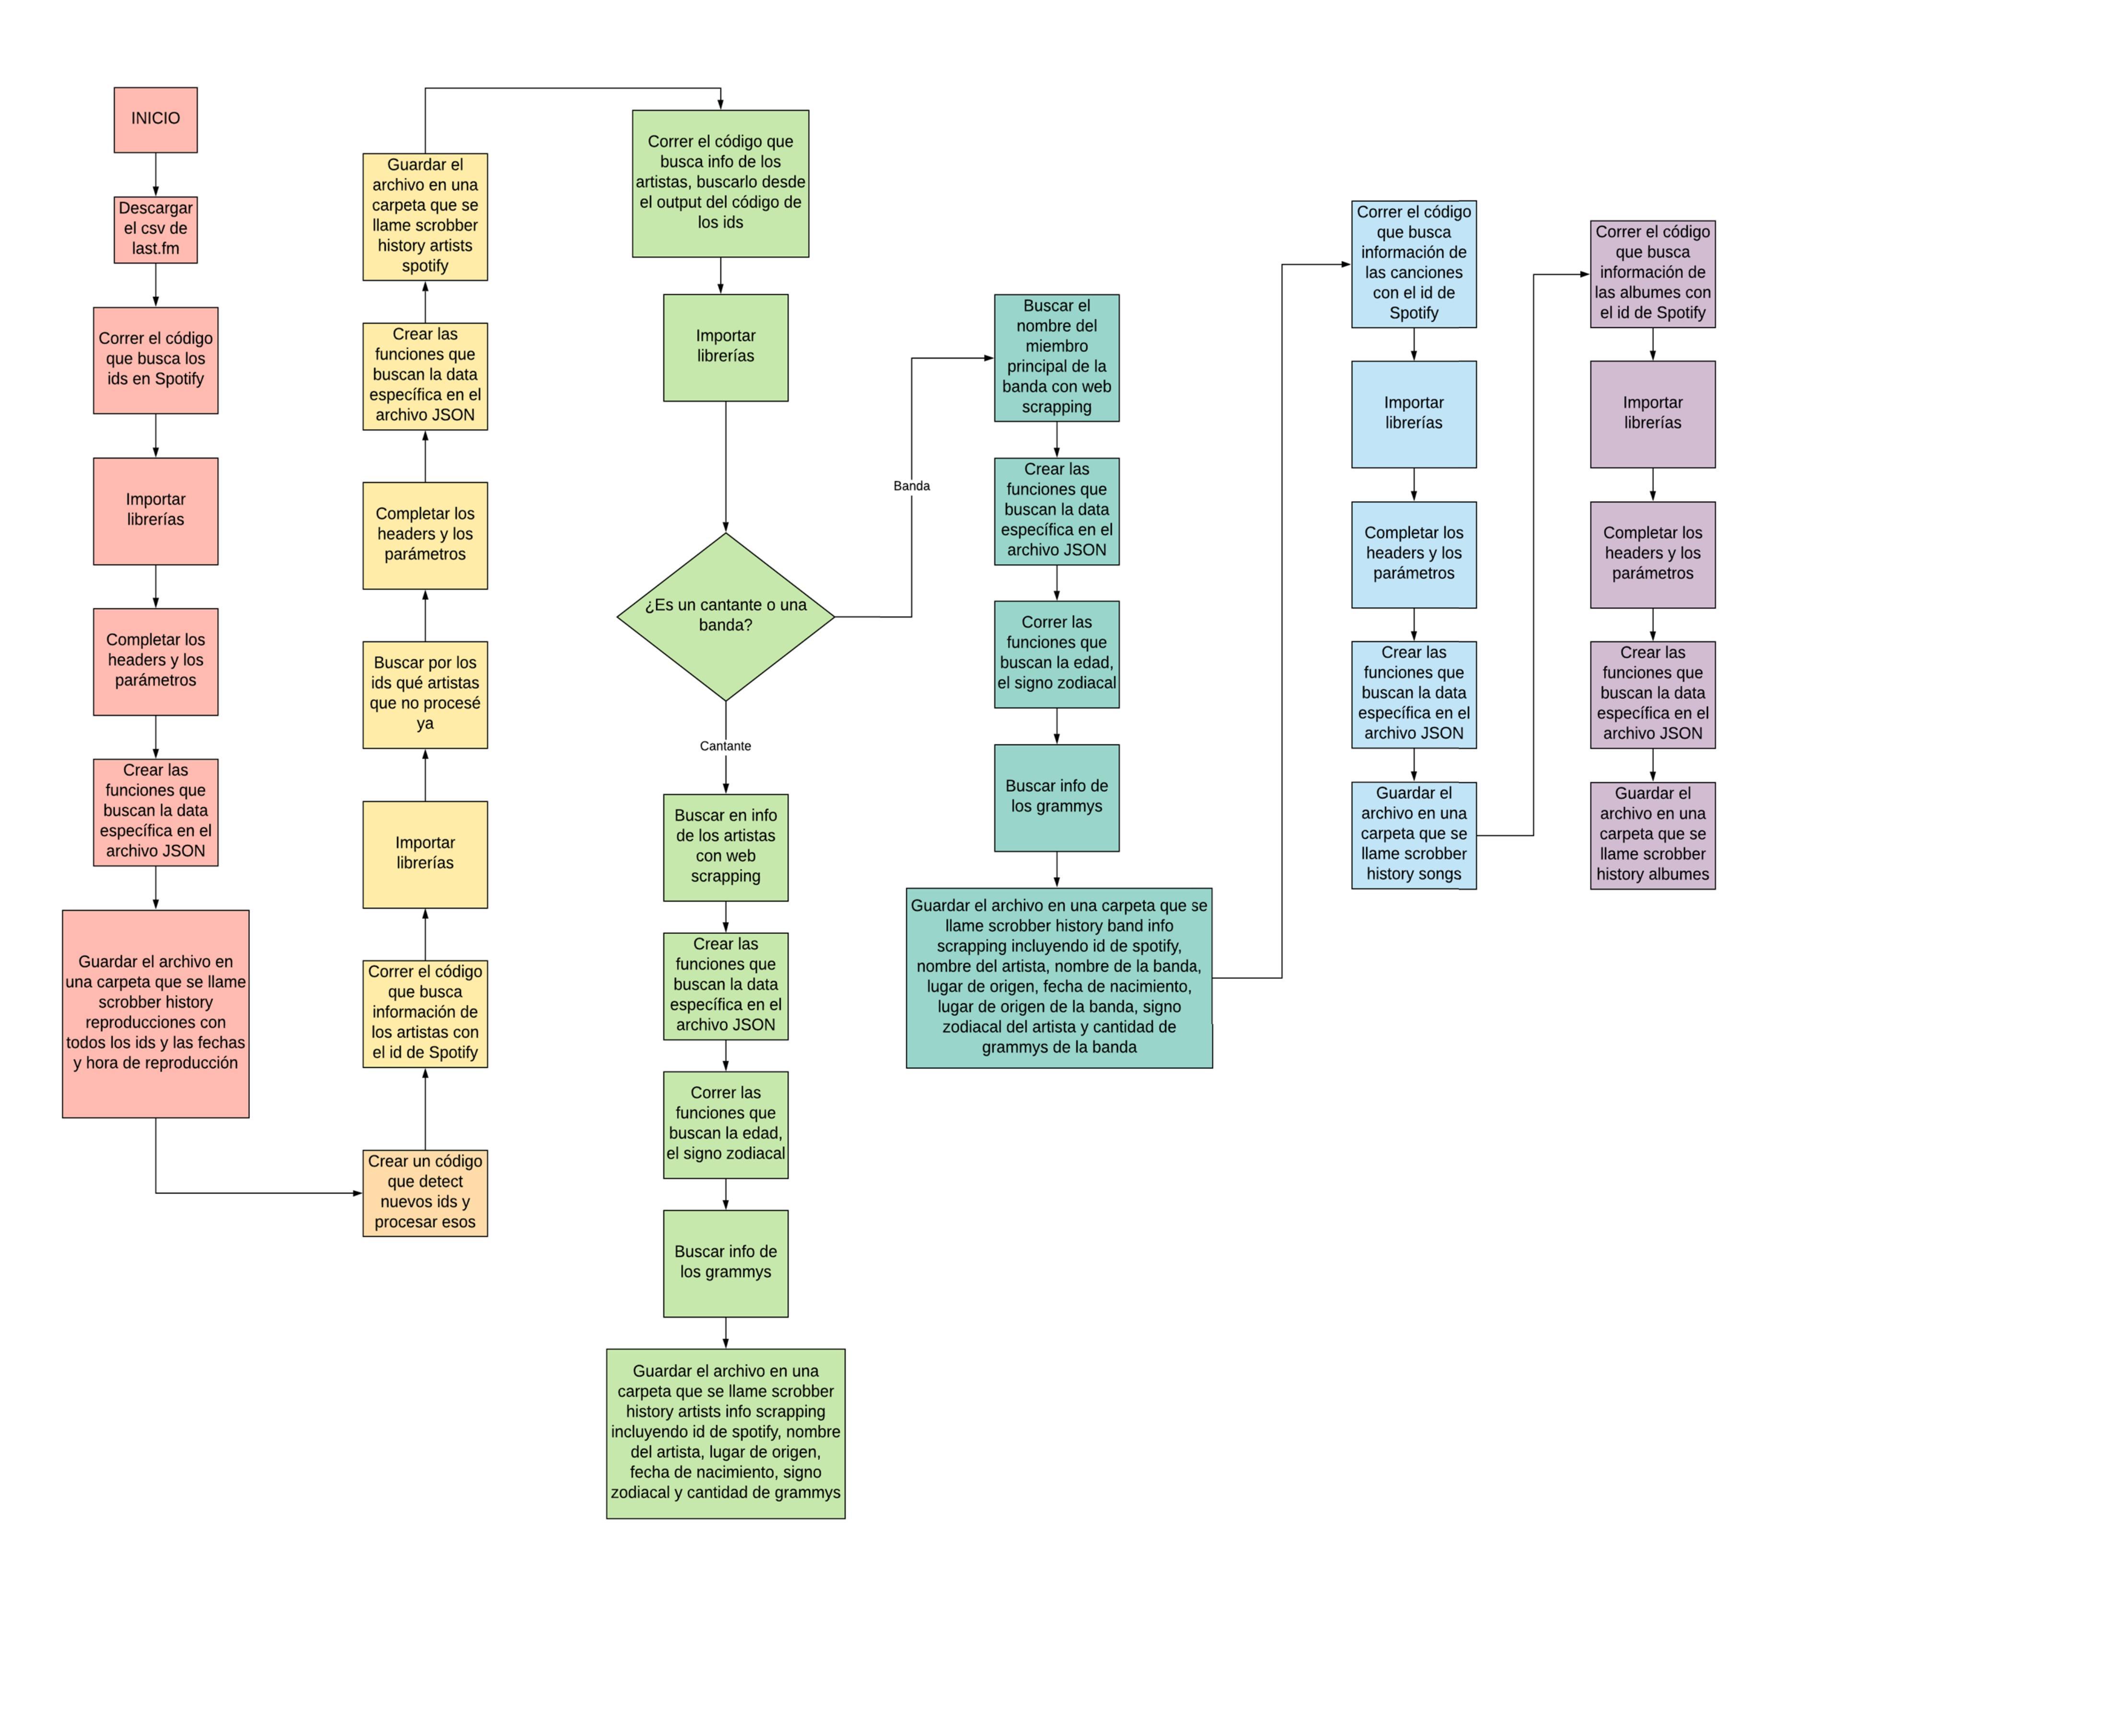 INICIO
Descargar
el csv de
last.fm
Correr el código
que busca los
ids en Spotify
Importar
librerías
Completar los
headers y los
parámetros
Crear las
funciones que
buscan la data
específica en el
archivo JSON
Guardar el archivo en
una carpeta que se llame
scrobber history
reproducciones con
todos los ids y las fechas
y hora de reproducción
Crear un código
que detect
nuevos ids y
procesar esos
Correr el código
que busca
información de
los artistas con
el id de Spotify
Importar
librerías
Buscar por los
ids qué artistas
que no procesé
ya
Completar los
headers y los
parámetros
Crear las
funciones que
buscan la data
específica en el
archivo JSON
Guardar el
archivo en una
carpeta que se
llame scrobber
history artists
spotify
Correr el código que
busca info de los
artistas, buscarlo desde
el output del código de
los ids
Importar
librerías
¿Es un cantante o una
banda?
Cantante
Buscar en info
de los artistas
con web
scrapping
Crear las
funciones que
buscan la data
específica en el
archivo JSON
Correr las
funciones que
buscan la edad,
el signo zodiacal
Buscar info de
los grammys
Guardar el archivo en una
carpeta que se llame scrobber
history artists info scrapping
incluyendo id de spotify, nombre
del artista, lugar de origen,
fecha de nacimiento, signo
zodiacal y cantidad de grammys
Banda
Buscar el
nombre del
miembro
principal de la
banda con web
scrapping
Crear las
funciones que
buscan la data
específica en el
archivo JSON
Correr las
funciones que
buscan la edad,
el signo zodiacal
Buscar info de
los grammys
Guardar el archivo en una carpeta que se
llame scrobber history band info
scrapping incluyendo id de spotify,
nombre del artista, nombre de la banda,
lugar de origen, fecha de nacimiento,
lugar de origen de la banda, signo
zodiacal del artista y cantidad de
grammys de la banda
Correr el código
que busca
información de
las canciones
con el id de
Spotify
Importar
librerías
Completar los
headers y los
parámetros
Crear las
funciones que
buscan la data
específica en el
archivo JSON
Guardar el
archivo en una
carpeta que se
llame scrobber
history songs
Correr el código
que busca
información de
las albumes con
el id de Spotify
Importar
librerías
Completar los
headers y los
parámetros
Crear las
funciones que
buscan la data
específica en el
archivo JSON
Guardar el
archivo en una
carpeta que se
llame scrobber
history albumes